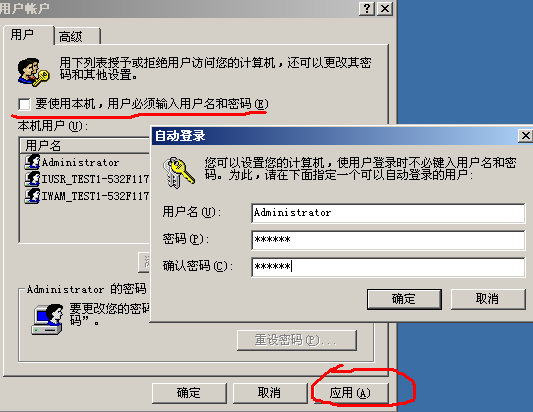 用户帐户
用户
高级
用下列表授予或拒绝用户访问您的计算机，还可以更改其密
码和其他设置。
要使用本机，用户必须输入用户名和密码(E)
本机用户(U):
用户名
Administrator
IUSR_TEST1-532F117
IWAM_TEST1-532F117
自动登录
您可以设置您的计算机，使用户登录时不必键入用户名和密
码。为此，请在下面指定一个可以自动登录的用户:
用户名(U):
Administrator
密码(P):
******
确认密码(C):
******
确定
取消
Administrator 的密码
要更改您的密码
码”。
重设密码(P)...
确定
取消
应用(A)